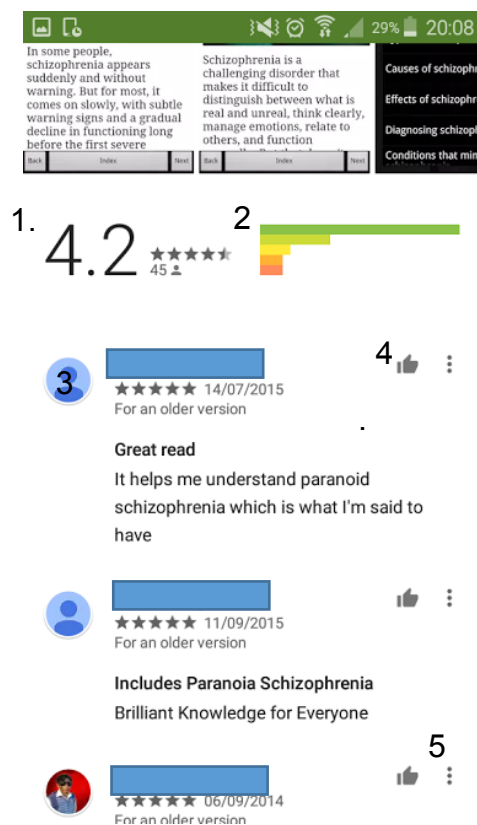 29% 20:08
In some people,
schizophrenia appears
suddenly and without
warning. But for most, it
comes on slowly, with subtle
warning signs and a gradual
decline in functioning long
before the first severe
Back Index Next
Schizophrenia is a
challenging disorder that
makes it difficult to
distinguish between what is
real and unreal, think clearly,
manage emotions, relate to
others, and function
Back Index Next
Causes of schizophr
Effects of schizophre
Diagnosing schizoph
Conditions that mim
1. 4.2 2
45
3 4
★★★★★ 14/07/2015
For an older version
.
Great read
It helps me understand paranoid
schizophrenia which is what I'm said to
have
★★★★★ 11/09/2015
For an older version
Includes Paranoia Schizophrenia
Brilliant Knowledge for Everyone
5
★★★★★ 06/09/2014
For an older version